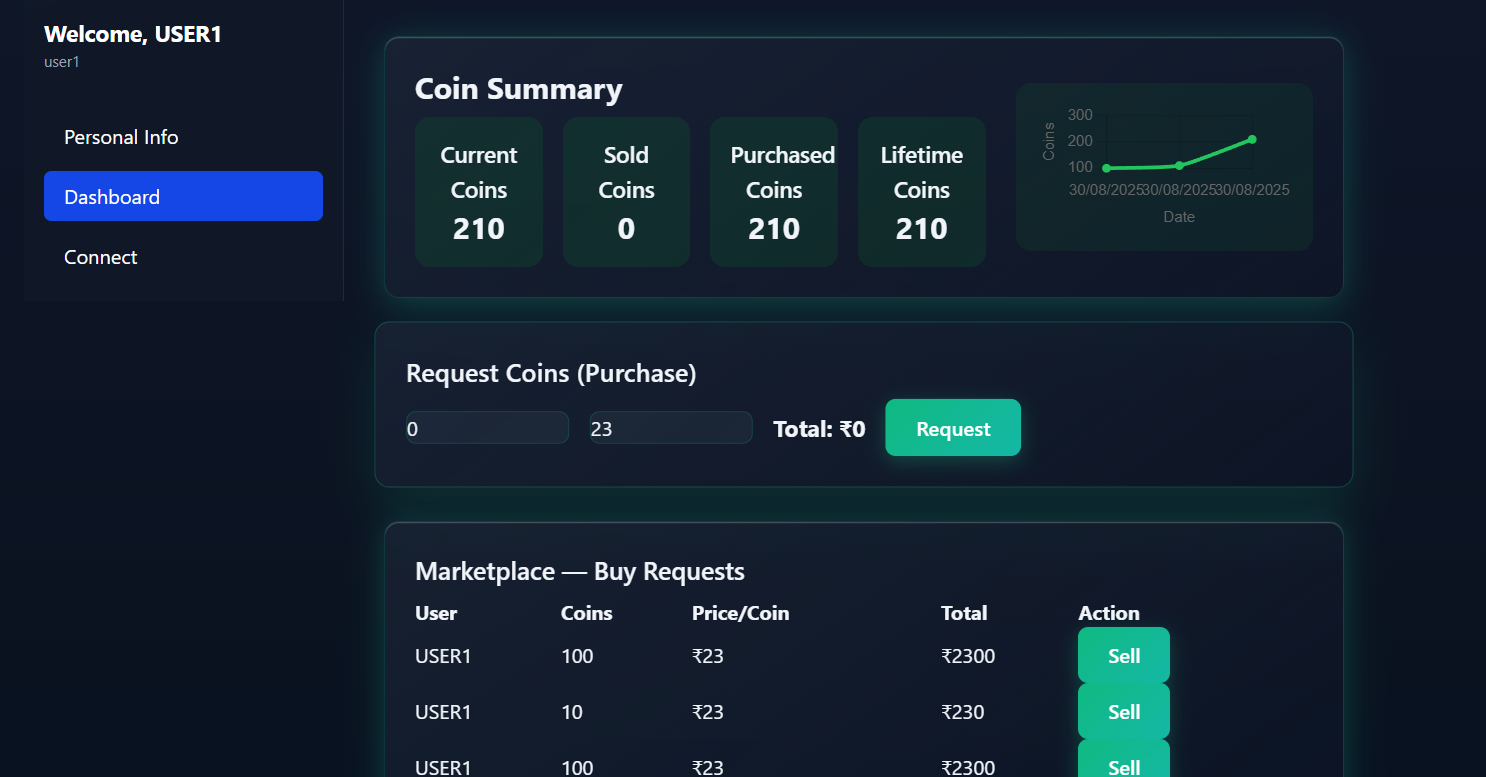 Welcome, USER1
user1
Personal Info
Dashboard
Connect
Coin Summary
Current
Coins
210
Sold
Coins
0
Purchased
Coins
210
Lifetime
Coins
210
Coins
300
200
100
30/08/2025 30/08/2025 30/08/2025
Date
Request Coins (Purchase)
0 23 Total: ₹0 Request
Marketplace — Buy Requests
User Coins Price/Coin Total Action
USER1 100 ₹23 ₹2300 Sell
USER1 10 ₹23 ₹230 Sell
USER1 100 ₹23 ₹2300 Sell